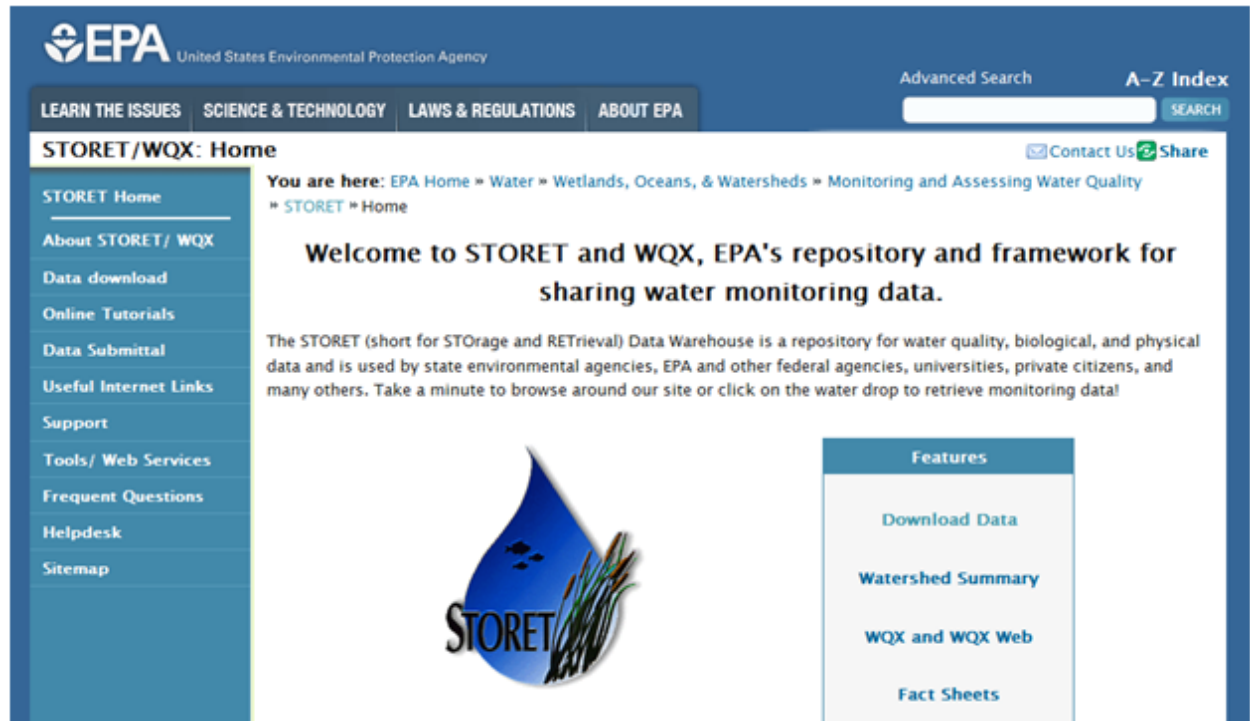 EPA United States Environmental Protection Agency
Advanced Search A-Z Index
LEARN THE ISSUES SCIENCE & TECHNOLOGY LAWS & REGULATIONS ABOUT EPA SEARCH
STORET/WQX: Home Contact Us Share
STORET Home
About STORET/ WQX
Data download
Online Tutorials
Data Submittal
Useful Internet Links
Support
Tools/ Web Services
Frequent Questions
Helpdesk
Sitemap
You are here: EPA Home » Water » Wetlands, Oceans, & Watersheds » Monitoring and Assessing Water Quality
» STORET » Home
Welcome to STORET and WQX, EPA's repository and framework for
sharing water monitoring data.
The STORET (short for STOrage and RETrieval) Data Warehouse is a repository for water quality, biological, and physical
data and is used by state environmental agencies, EPA and other federal agencies, universities, private citizens, and
many others. Take a minute to browse around our site or click on the water drop to retrieve monitoring data!
STORET
Features
Download Data
Watershed Summary
WQX and WQX Web
Fact Sheets